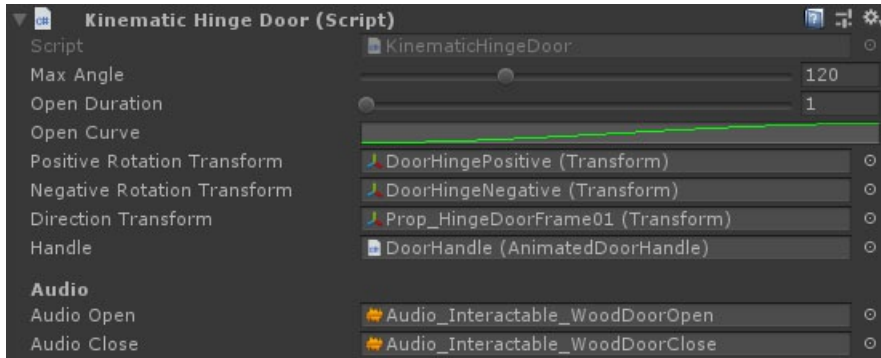 Kinematic Hinge Door (Script)
Script KinematicHingeDoor
Max Angle 120
Open Duration 1
Open Curve
Positive Rotation Transform DoorHingePositive (Transform)
Negative Rotation Transform DoorHingeNegative (Transform)
Direction Transform Prop_HingeDoorFrame01 (Transform)
Handle DoorHandle (AnimatedDoorHandle)
Audio
Audio Open Audio_Interactable_WoodDoorOpen
Audio Close Audio_Interactable_WoodDoorClose